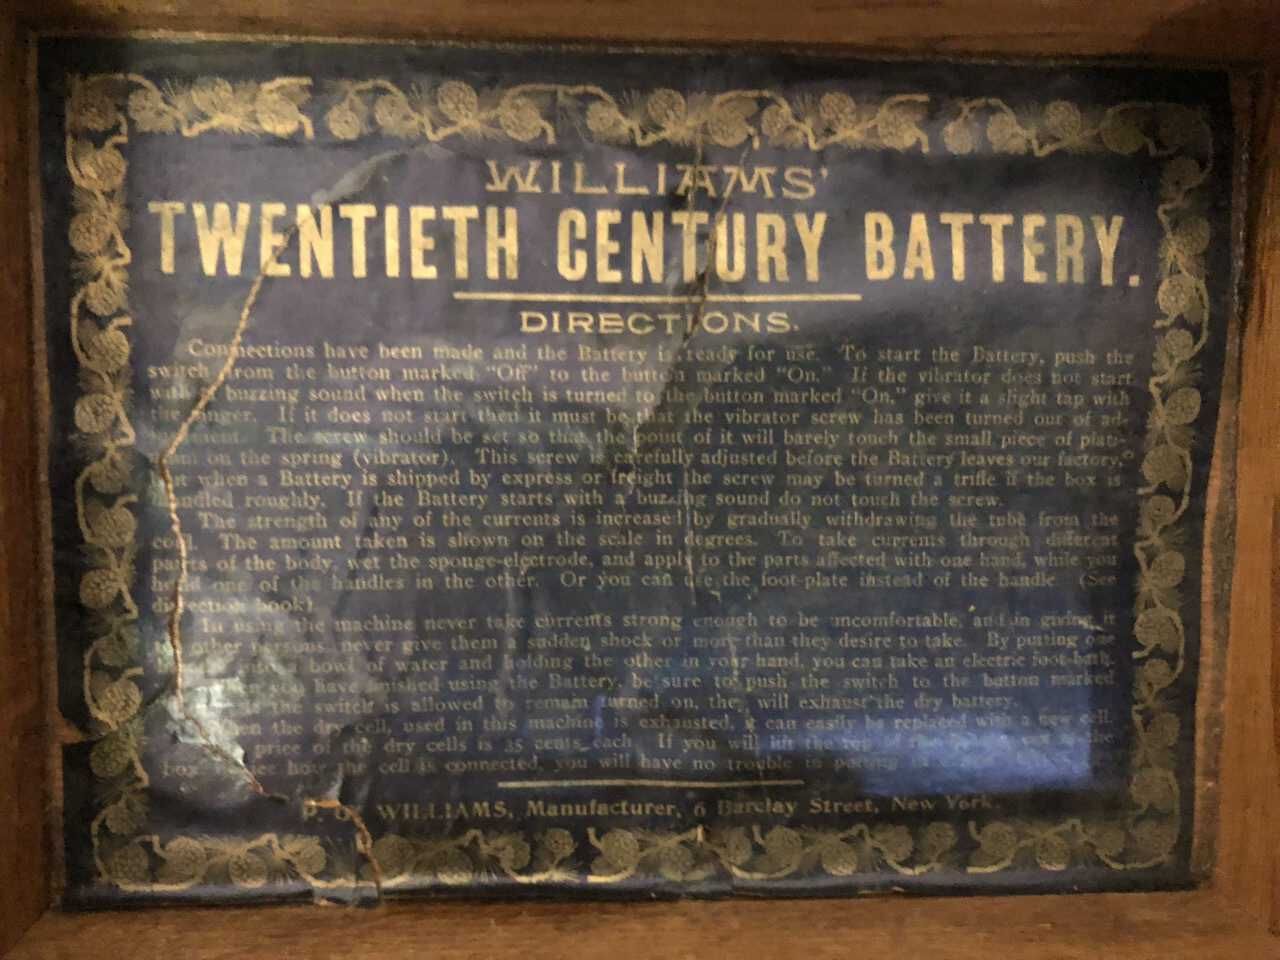 WILLIAMS'
TWENTIETH CENTURY BATTERY.
DIRECTIONS.
Connections have been made and the Battery is ready for use. To start the Battery, push the
switch from the button marked "Off" to the button marked "On." If the vibrator does not start
with a buzzing sound when the switch is turned to the button marked "On," give it a slight tap with
the finger. If it does not start then it must be that the vibrator screw has been turned out of ad-
The screw should be set so that the point of it will barely touch the small piece of plat-
on the spring (vibrator). This screw is carefully adjusted before the Battery leaves our factory,
when a Battery is shipped by express or freight the screw may be turned a trifle if the box is
handled roughly. If the Battery starts with a buzzing sound do not touch the screw.
The strength of any of the currents is increased by gradually withdrawing the tube from the
coil. The amount taken is shown on the scale in degrees. To take currents through different
parts of the body, wet the sponge-electrode, and apply to the parts affected with one hand, while you
hold one of the handles in the other. Or you can use the foot-plate instead of the handle (See
direction book).
In using the machine never take currents strong enough to be uncomfortable, and in giving it
other persons, never give them a sudden shock or more than they desire to take. By putting one
bowl of water and holding the other in your hand, you can take an electric foot-bath.
you have finished using the Battery, be sure to push the switch to the button marked
the switch is allowed to remain turned on, they will exhaust the dry battery.
the dry cell, used in this machine is exhausted, it can easily be replaced with a new cell.
price of the dry cells is 35 cents each. If you will lift the top of the
box see how the cell is connected, you will have no trouble in putting
P. WILLIAMS, Manufacturer, 6 Barclay Street, New York.